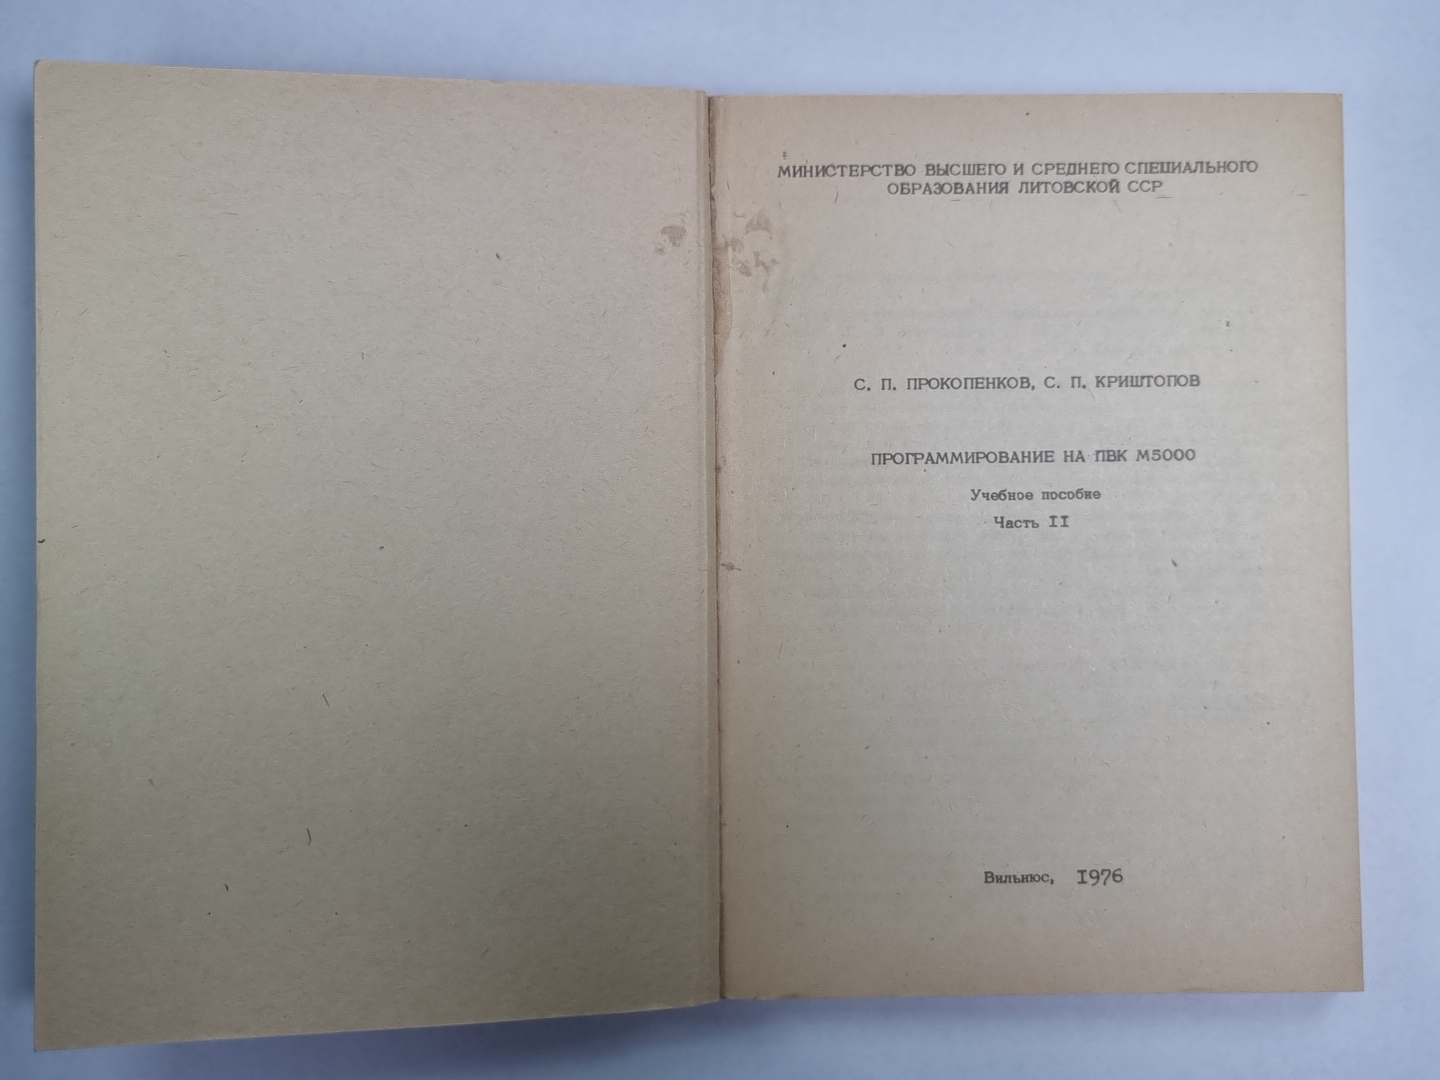 МИНИСТЕРСТВО ВЫСШЕГО И СРЕДНЕГО СПЕЦИАЛЬНОГО
ОБРАЗОВАНИЯ ЛИТОВСКОЙ ССР
С. П. ПРОКОПЕНКОВ, С. П. КРИШТОПОВ
ПРОГРАММИРОВАНИЕ НА ПВК М5000
Учебное пособие
Часть II
Вильнюс, 1976